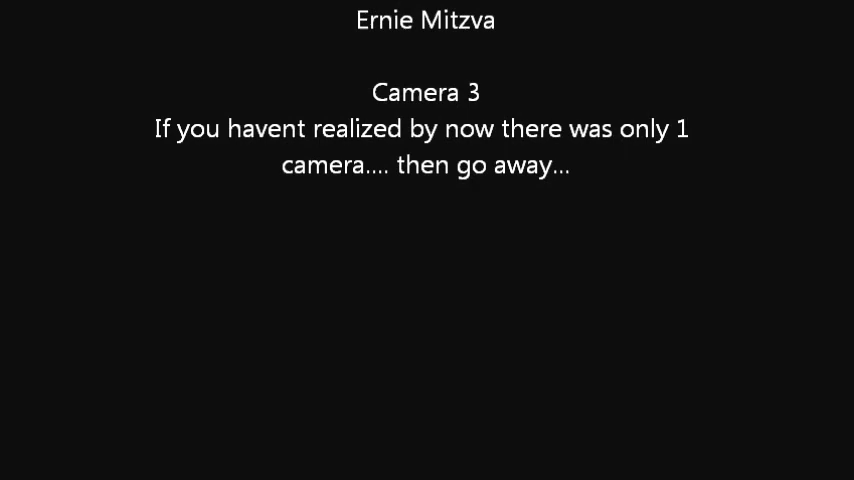 Ernie Mitzva
Camera 3
If you havent realized by now there was only 1
camera.... then go away...